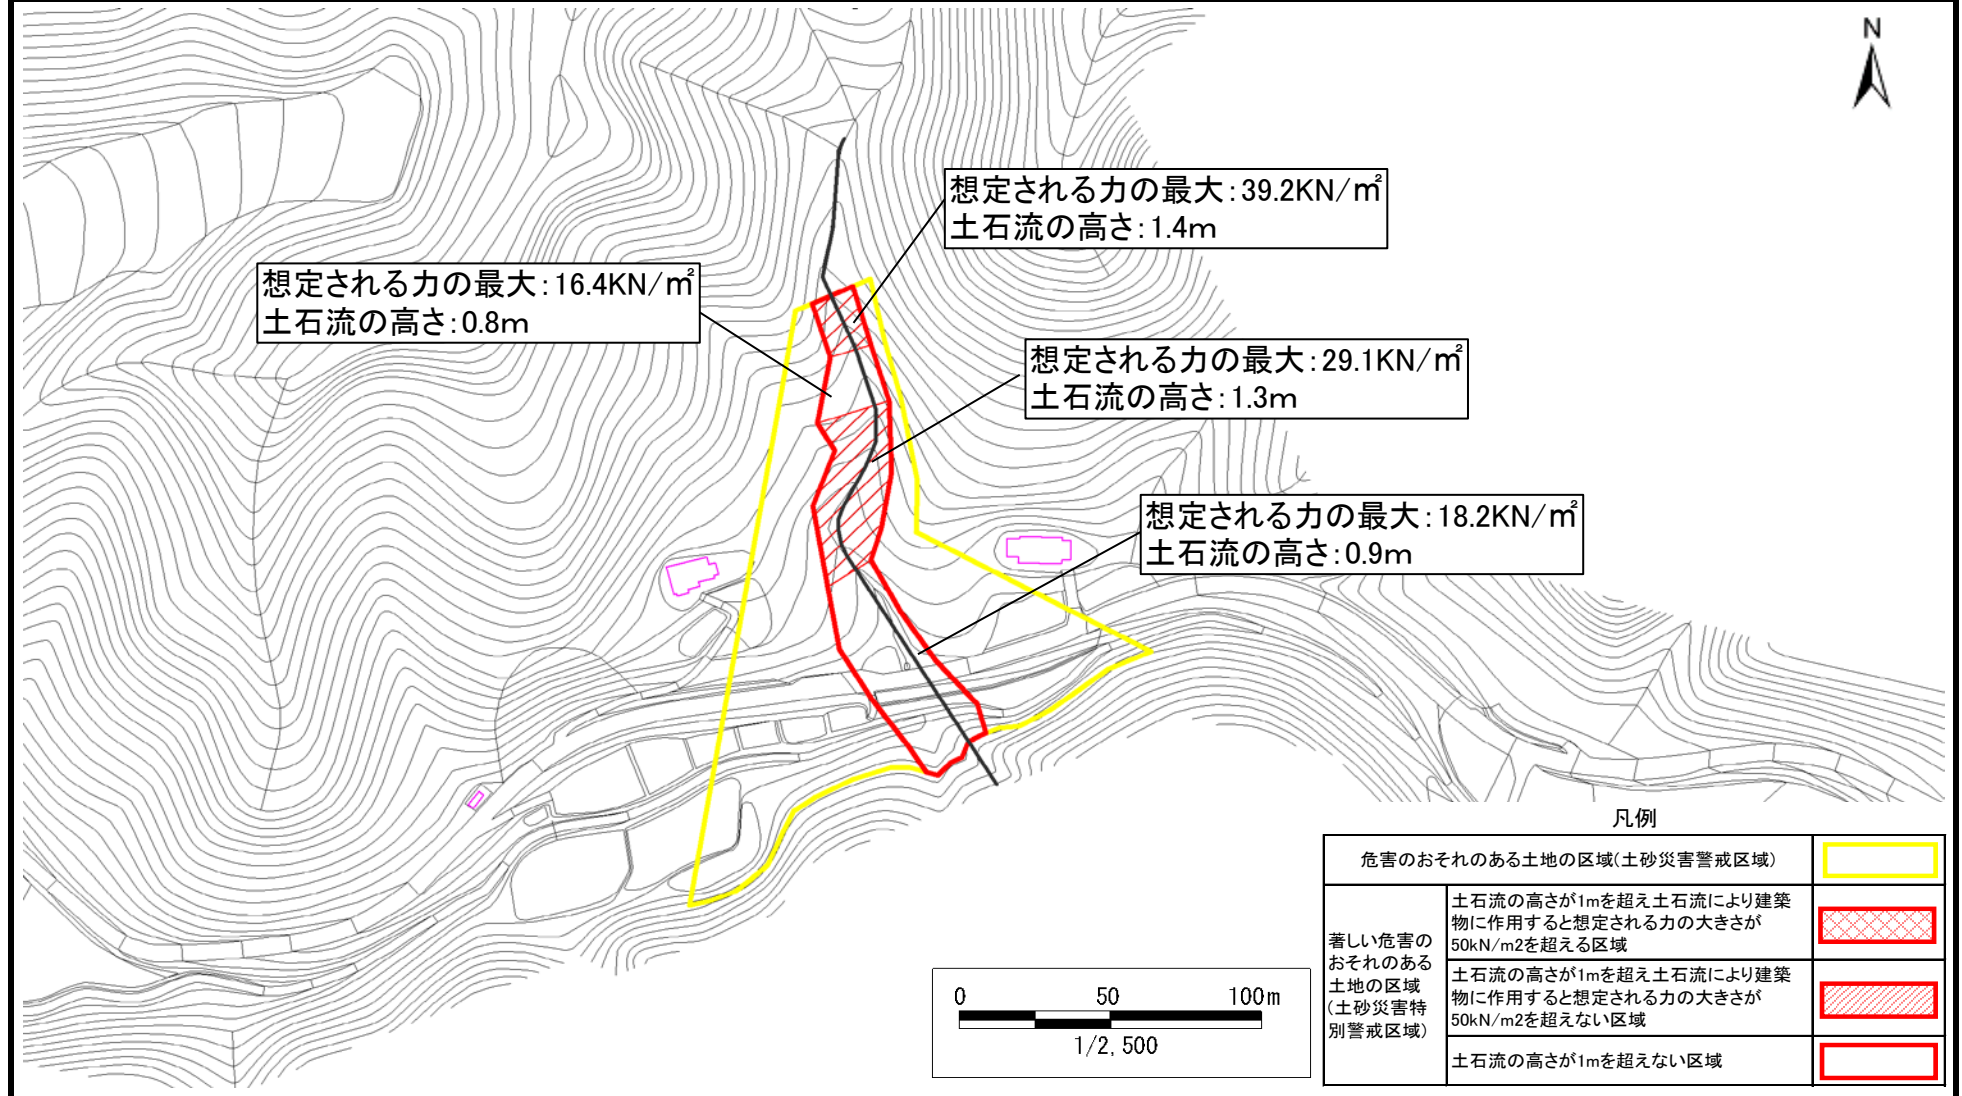 N
想定される力の最大:39.2KN/㎡
土石流の高さ:1.4m
想定される力の最大:16.4KN/㎡
土石流の高さ:0.8m
想定される力の最大:29.1KN/㎡
土石流の高さ:1.3m
想定される力の最大:18.2KN/㎡
土石流の高さ:0.9m
凡例
危害のおそれのある土地の区域(土砂災害警戒区域)
著しい危害の
おそれのある
土地の区域
(土砂災害特
別警戒区域)
土石流の高さが1mを超え土石流により建築
物に作用すると想定される力の大きさが
50kN/m2を超える区域
土石流の高さが1mを超え土石流により建築
物に作用すると想定される力の大きさが
50kN/m2を超えない区域
土石流の高さが1mを超えない区域
0 50 100m
1/2,500